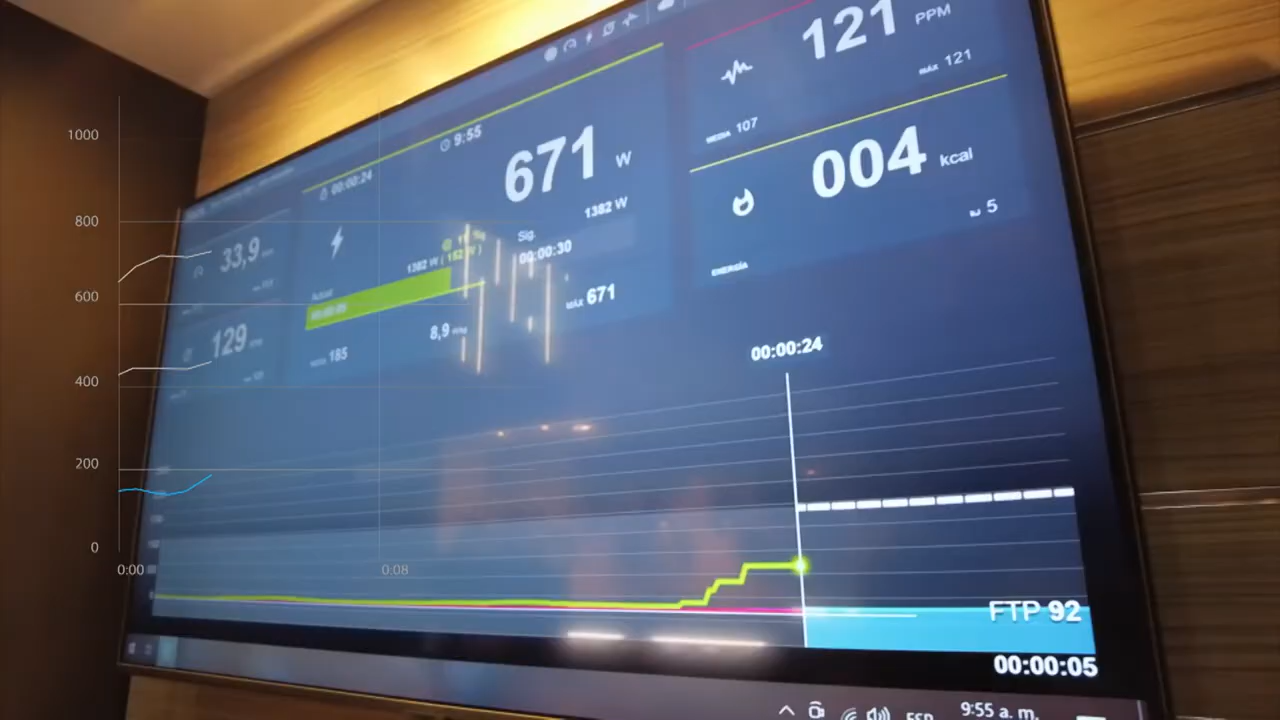 121 PPM
MÁX 121
MEDIA 107
9:55
00:00:24
671 W
1382 W
Sig.
00:00:30
MÁX 671
004 kcal
5
ENERGÍA
33,9
1382 W
8,9
185
129
00:00:24
1000
800
600
400
200
0
0:00
0:08
FTP 92
00:00:05
ESP
9:55 a. m.